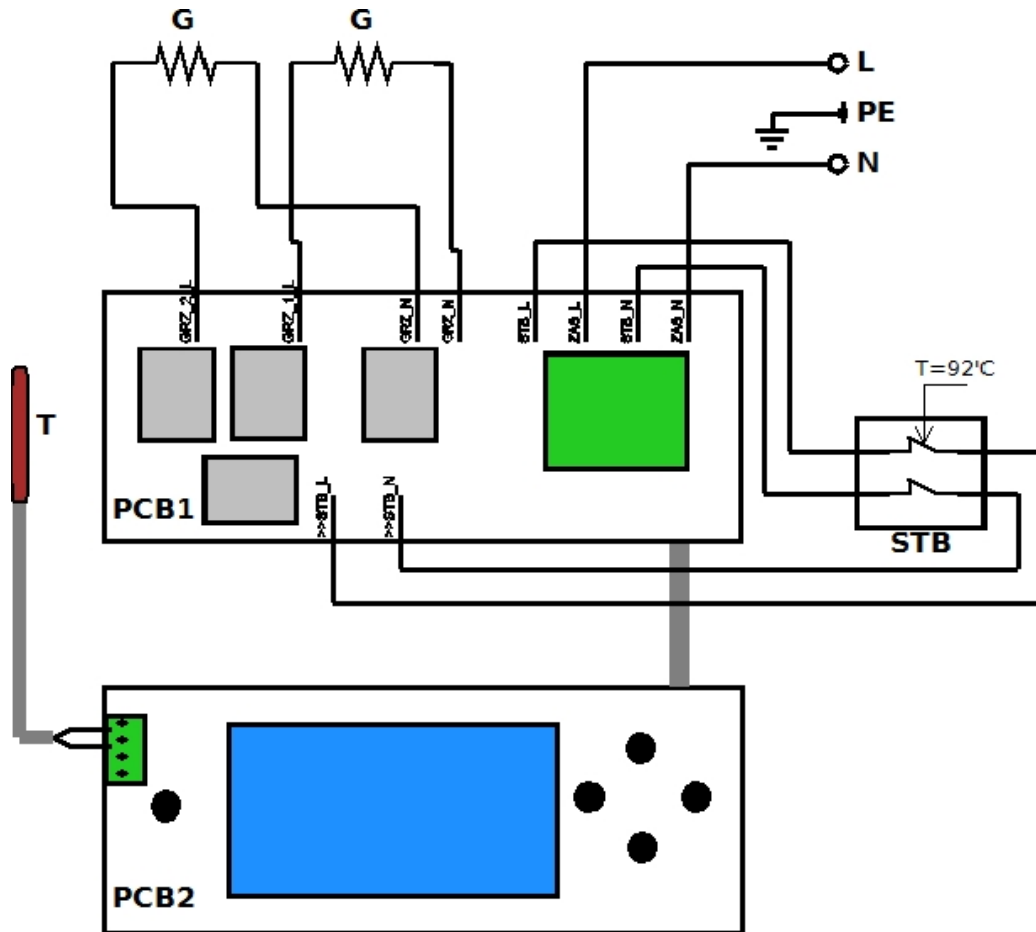 G
G
L
PE
N
GRZ_2_L
GRZ_1_L
GRZ_N
GRZ_N
STB_L
ZAS_L
STB_N
ZAS_N
T
T=92'C
PCB1
>>STB_L
>>STB_N
STB
PCB2